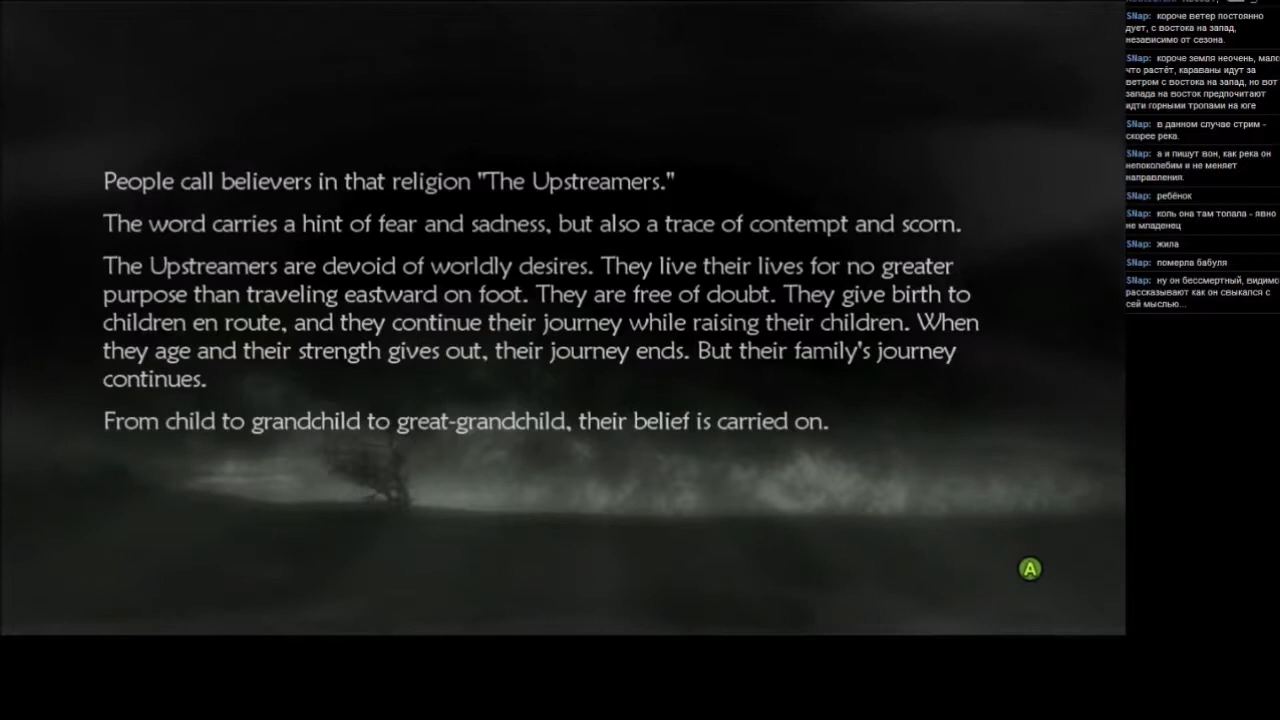 People call believers in that religion "The Upstreamers."
The word carries a hint of fear and sadness, but also a trace of contempt and scorn.
The Upstreamers are devoid of worldly desires. They live their lives for no greater
purpose than traveling eastward on foot. They are free of doubt. They give birth to
children en route, and they continue their journey while raising their children. When
they age and their strength gives out, their journey ends. But their family's journey
continues.
From child to grandchild to great-grandchild, their belief is carried on.
A
SNap: короче ветер постоянно
дует, с востока на запад,
независимо от сезона.
SNap: короче земля неочень, мало
что растёт, караваны идут за
ветром с востока на запад, но вот
запада на восток предпочитают
идти горными тропами на юге
SNap: в данном случае стрим -
скорее река.
SNap: а и пишут вон, как река он
непоколебим и не меняет
направления.
SNap: ребёнок
SNap: коль она там топала - явно
не младенец
SNap: жила
SNap: померла бабуля
SNap: ну он бессмертный, видимо
рассказывают как он свыкался с
сей мыслью...